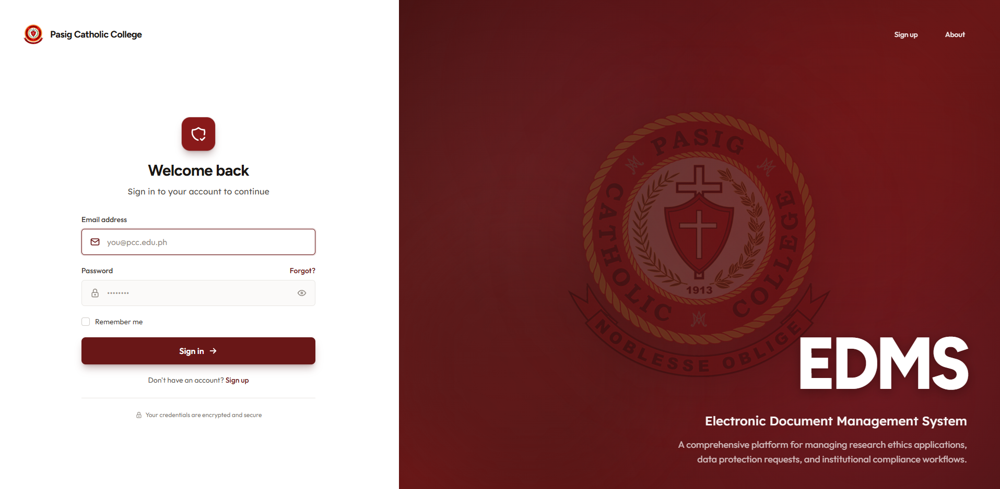 Pasig Catholic College
Sign up
About
Welcome back
Sign in to your account to continue
Email address
you@pcc.edu.ph
Password
Forgot?
••••••••
Remember me
Sign in →
Don't have an account? Sign up
Your credentials are encrypted and secure
PASIG
CATHOLIC COLLEGE
1913
NOBLESSE OBLIGE
EDMS
Electronic Document Management System
A comprehensive platform for managing research ethics applications,
data protection requests, and institutional compliance workflows.